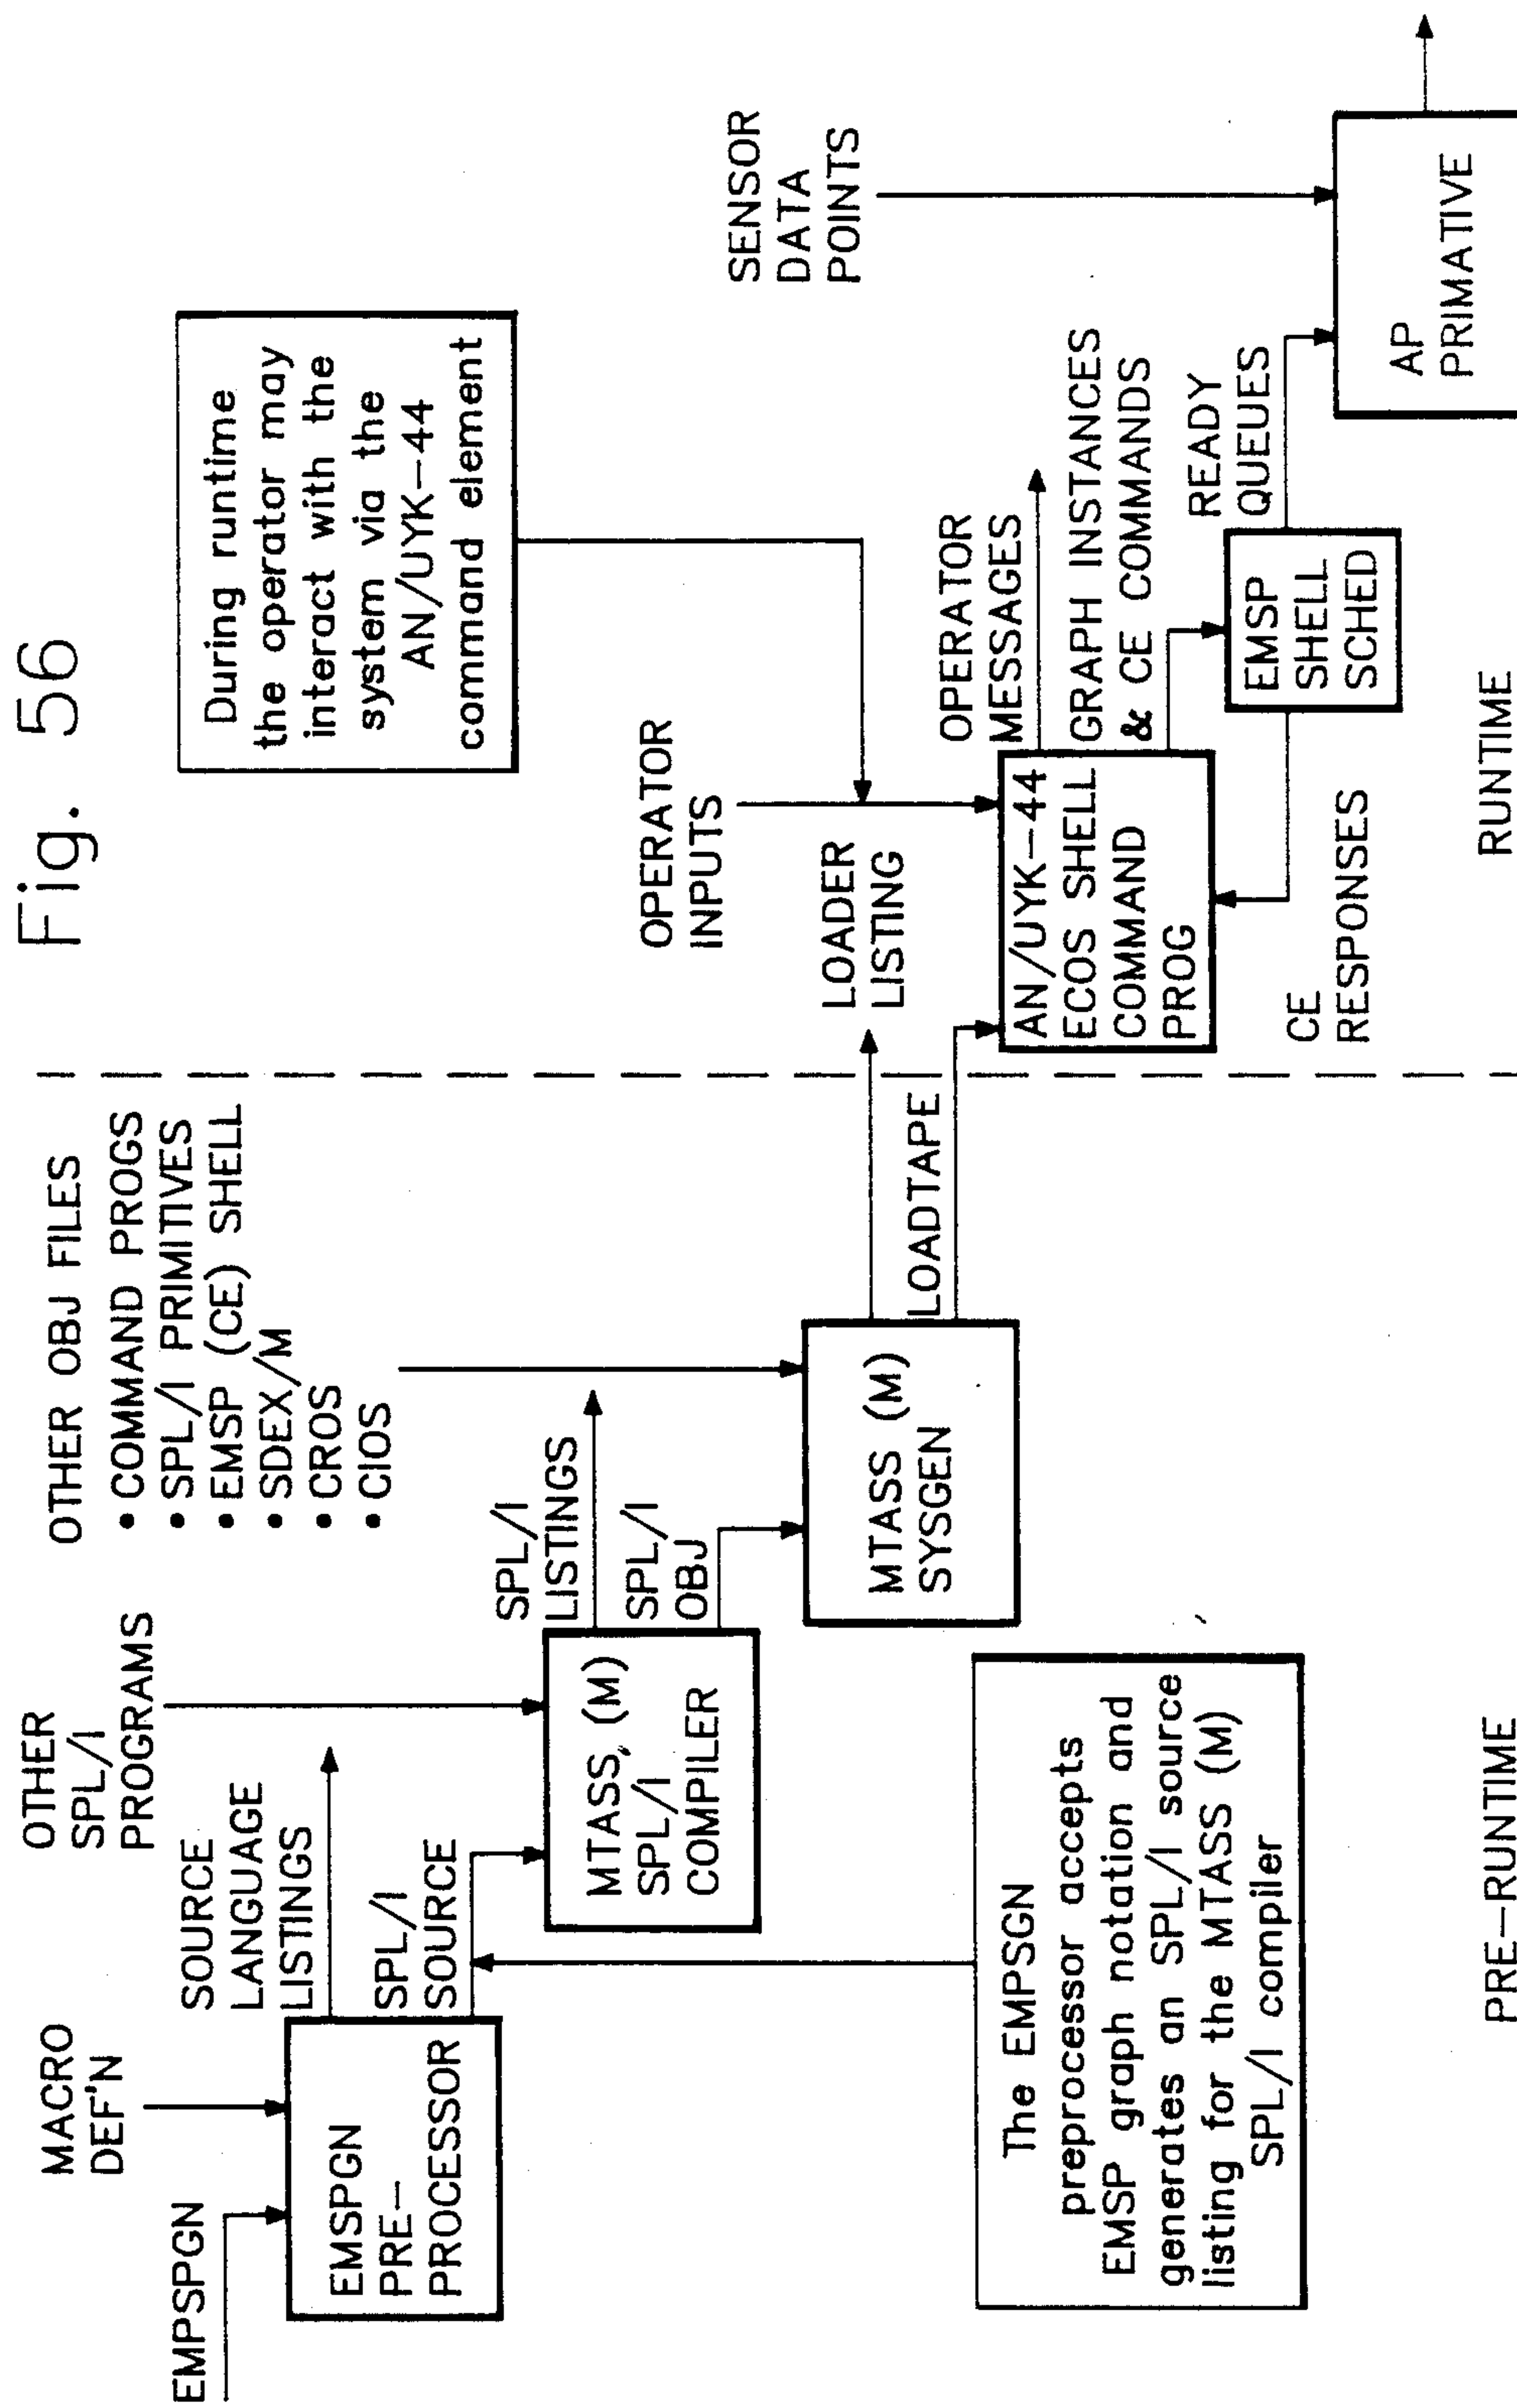 Fig. 56
EMPSPGN
MACRO
DEF'N
EMSPGN
PRE-
PROCESSOR
SOURCE
LANGUAGE
LISTINGS
SPL/I
SOURCE
OTHER
SPL/I
PROGRAMS
MTASS, (M)
SPL/I
COMPILER
SPL/I
LISTINGS
SPL/I
OBJ
OTHER OBJ FILES
• COMMAND PROGS
• SPL/I PRIMITIVES
• EMSP (CE) SHELL
• SDEX/M
• CROS
• CIOS
MTASS (M)
SYSGEN
LOADTAPE
LOADER
LISTING
The EMPSGN
preprocessor accepts
EMSP graph notation and
generates an SPL/I source
listing for the MTASS (M)
SPL/I compiler
PRE-RUNTIME
During runtime
the operator may
interact with the
system via the
AN/UYK-44
command element
OPERATOR
INPUTS
AN/UYK-44
ECOS SHELL
COMMAND
PROG
OPERATOR
MESSAGES
GRAPH INSTANCES
& CE COMMANDS
CE
RESPONSES
EMSP
SHELL
SCHED
READY
QUEUES
SENSOR
DATA
POINTS
AP
PRIMATIVE
RUNTIME